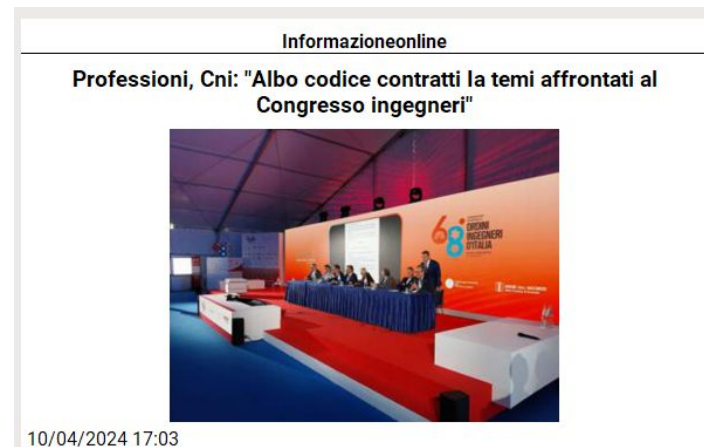 Informazioneonline
Professioni, Cni: "Albo codice contratti Ia temi affrontati al
Congresso ingegneri"
68°
ORDINI
INGEGNERI
D'ITALIA
10/04/2024 17:03